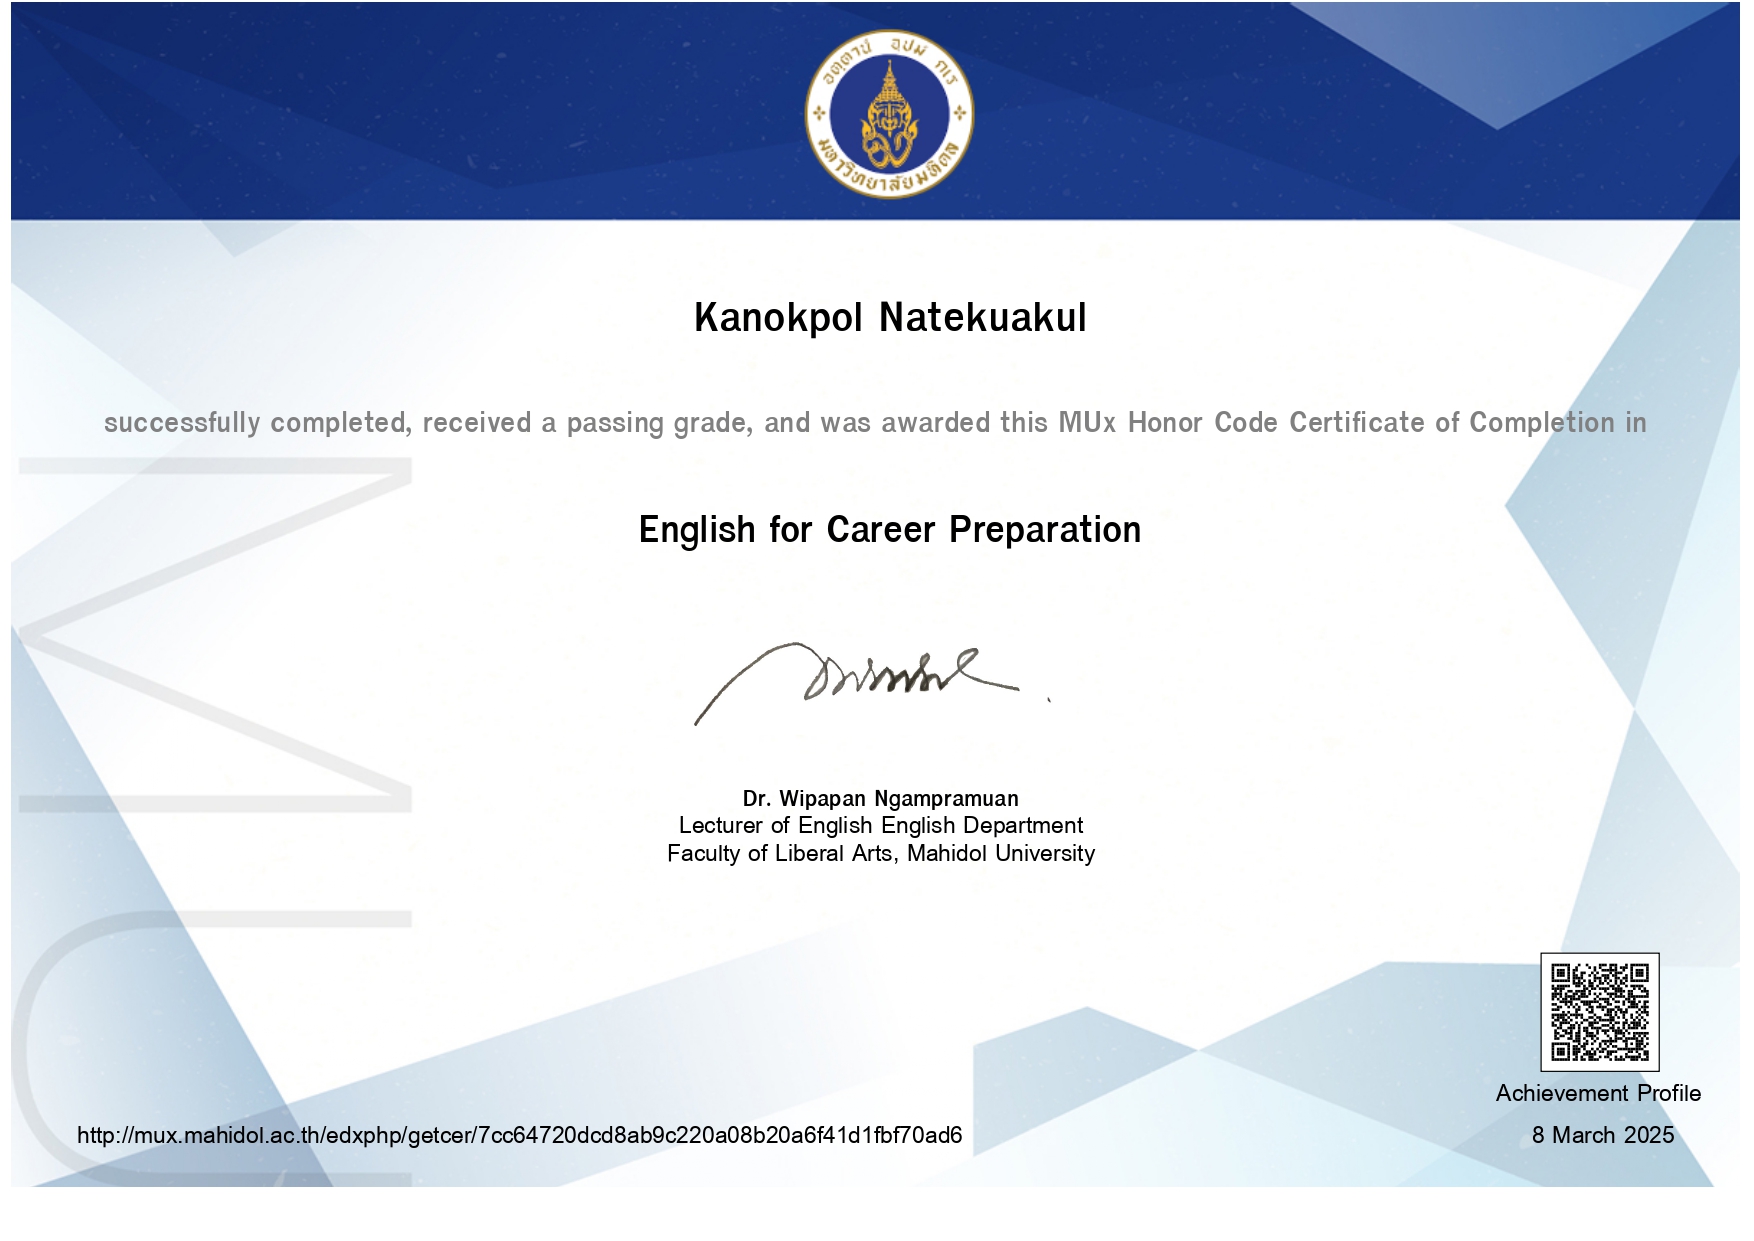 อตฺตานํ อุปมํ กเร
มหาวิทยาลัยมหิดล
Kanokpol Natekuakul
successfully completed, received a passing grade, and was awarded this MUx Honor Code Certificate of Completion in
English for Career Preparation
Dr. Wipapan Ngampramuan
Lecturer of English English Department
Faculty of Liberal Arts, Mahidol University
Achievement Profile
http://mux.mahidol.ac.th/edxphp/getcer/7cc64720dcd8ab9c220a08b20a6f41d1fbf70ad6
8 March 2025